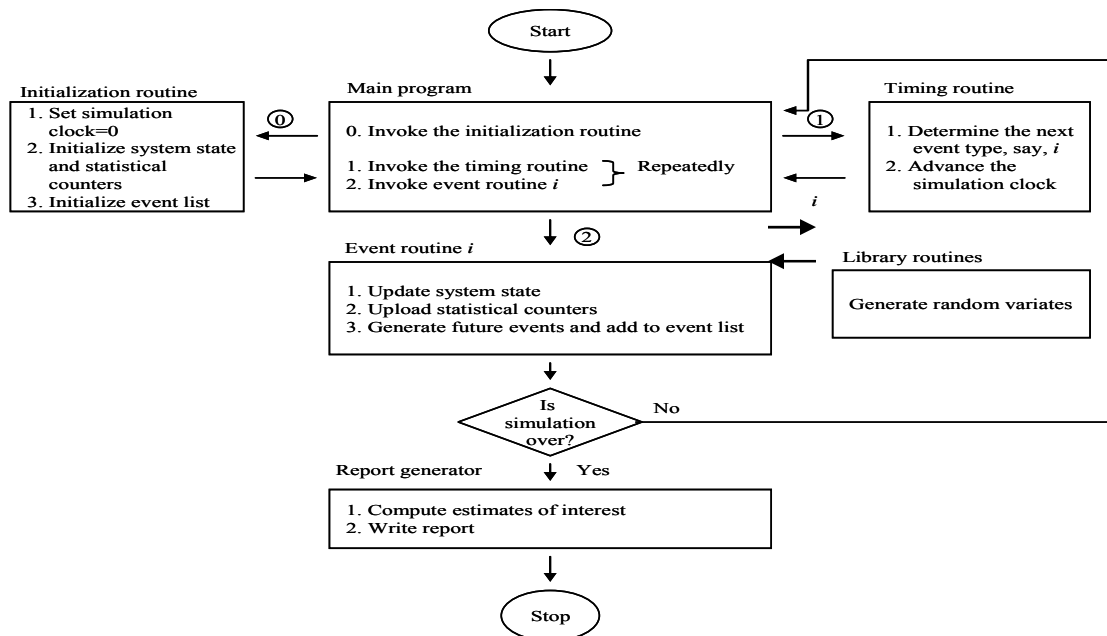 Start
Initialization routine
1. Set simulation
clock=0
2. Initialize system state
and statistical
counters
3. Initialize event list
0
Main program
0. Invoke the initialization routine
1. Invoke the timing routine
2. Invoke event routine i
Repeatedly
1
Timing routine
1. Determine the next
event type, say, i
2. Advance the
simulation clock
i
2
Event routine i
1. Update system state
2. Upload statistical counters
3. Generate future events and add to event list
Library routines
Generate random variates
Is
simulation
over?
No
Yes
Report generator
1. Compute estimates of interest
2. Write report
Stop